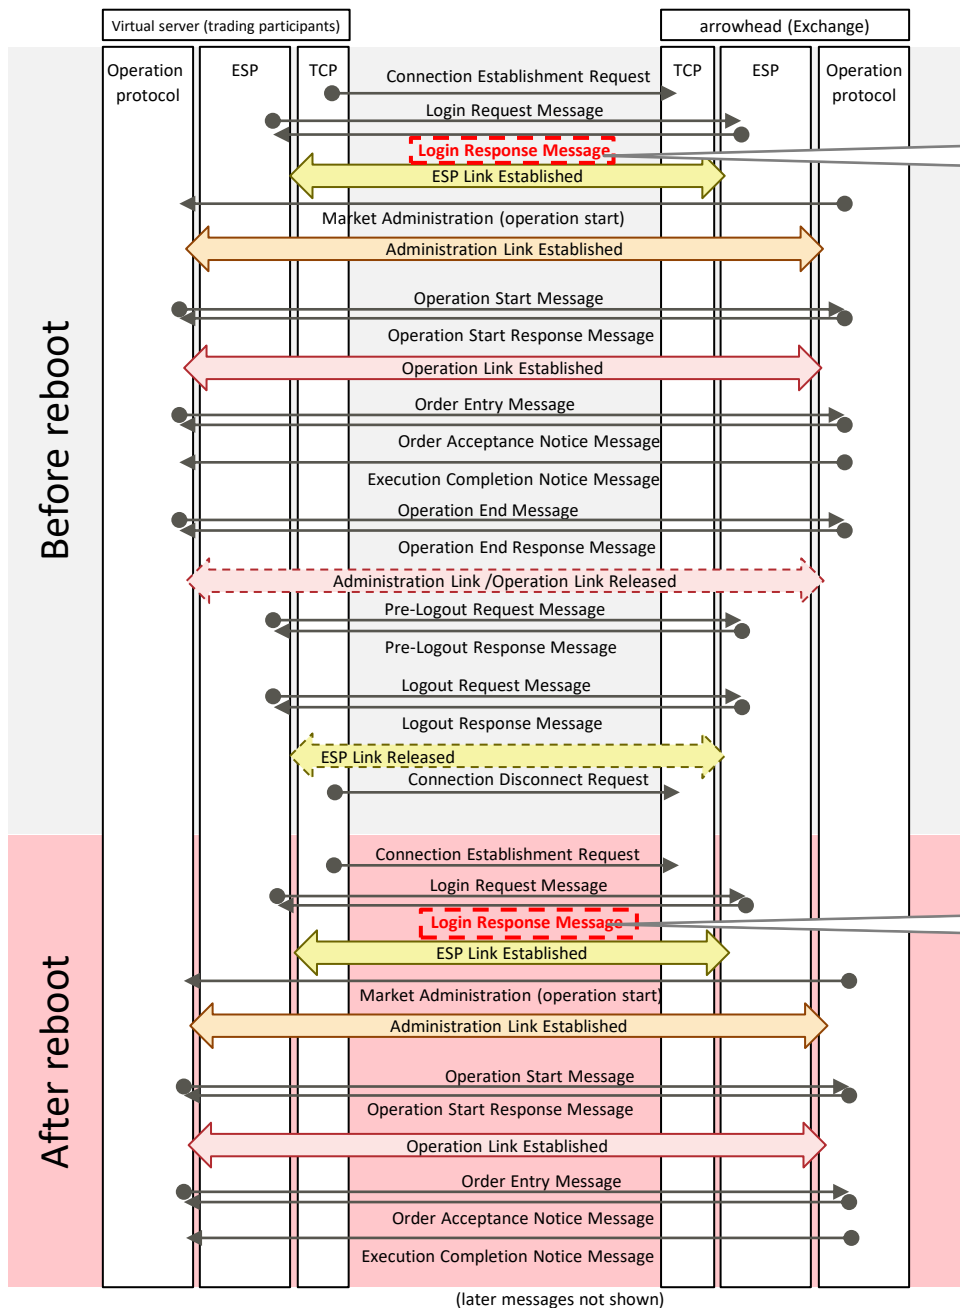 Virtual server (trading participants)
arrowhead (Exchange)
Operation protocol
ESP
TCP
TCP
ESP
Operation protocol
Before reboot
Connection Establishment Request
Login Request Message
Login Response Message
ESP Link Established
Market Administration (operation start)
Administration Link Established
Operation Start Message
Operation Start Response Message
Operation Link Established
Order Entry Message
Order Acceptance Notice Message
Execution Completion Notice Message
Operation End Message
Operation End Response Message
Administration Link /Operation Link Released
Pre-Logout Request Message
Pre-Logout Response Message
Logout Request Message
Logout Response Message
ESP Link Released
Connection Disconnect Request
After reboot
Connection Establishment Request
Login Request Message
Login Response Message
ESP Link Established
Market Administration (operation start)
Administration Link Established
Operation Start Message
Operation Start Response Message
Operation Link Established
Order Entry Message
Order Acceptance Notice Message
Execution Completion Notice Message
(later messages not shown)